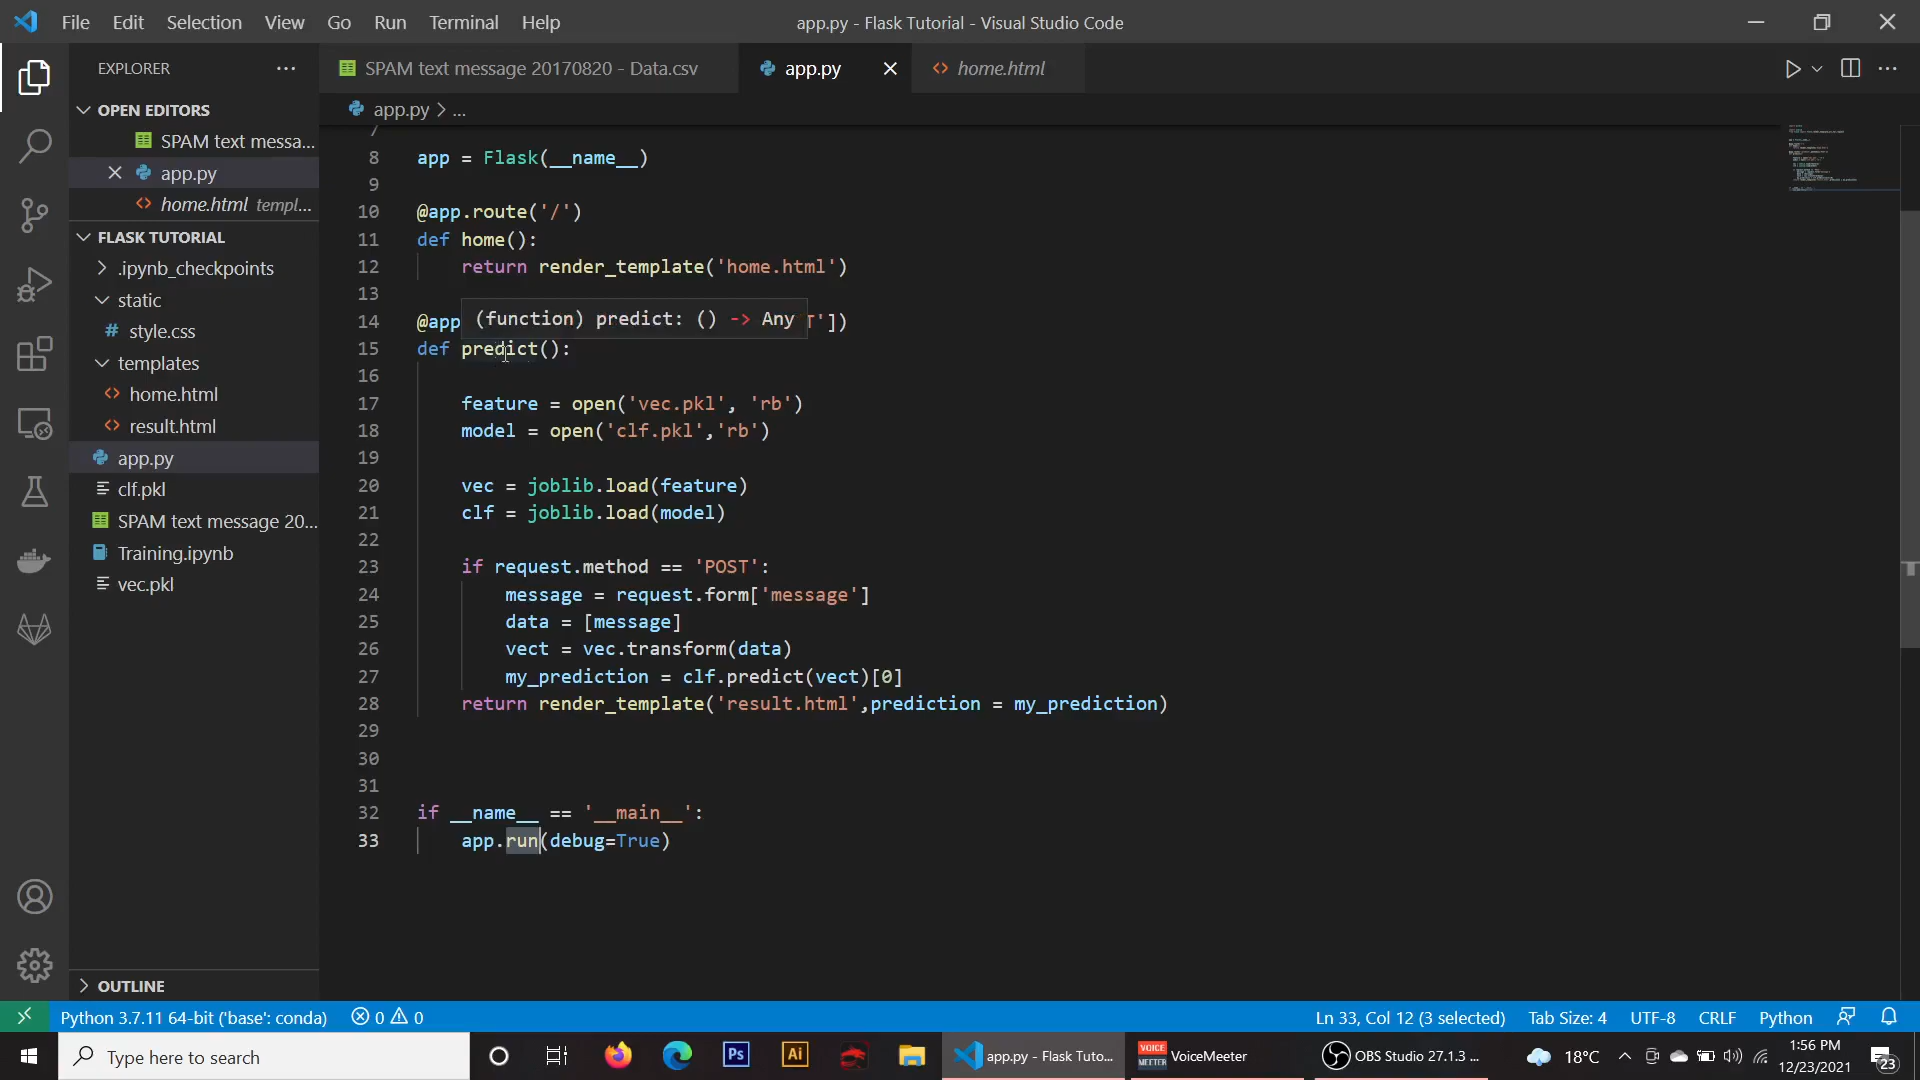 File Edit Selection View Go Run Terminal Help
app.py - Flask Tutorial - Visual Studio Code
EXPLORER
SPAM text message 20170820 - Data.csv
app.py
home.html
OPEN EDITORS
SPAM text messa...
app.py
home.html templ...
FLASK TUTORIAL
.ipynb_checkpoints
static
style.css
templates
home.html
result.html
app.py
clf.pkl
SPAM text message 20...
Training.ipynb
vec.pkl
OUTLINE
app.py > ...
7
8 app = Flask(__name__)
9
10 @app.route('/')
11 def home():
12 return render_template('home.html')
13
(function) predict: () -> Any
14 @app T'])
15 def predict():
16
17 feature = open('vec.pkl', 'rb')
18 model = open('clf.pkl','rb')
19
20 vec = joblib.load(feature)
21 clf = joblib.load(model)
22
23 if request.method == 'POST':
24 message = request.form['message']
25 data = [message]
26 vect = vec.transform(data)
27 my_prediction = clf.predict(vect)[0]
28 return render_template('result.html',prediction = my_prediction)
29
30
31
32 if __name__ == '__main__':
33 app.run(debug=True)
Python 3.7.11 64-bit ('base': conda) 0 0
Ln 33, Col 12 (3 selected) Tab Size: 4 UTF-8 CRLF Python
Type here to search
Ps
Ai
app.py - Flask Tuto...
VOICE MEETER
VoiceMeeter
OBS Studio 27.1.3 ...
18°C
1:56 PM
12/23/2021
23